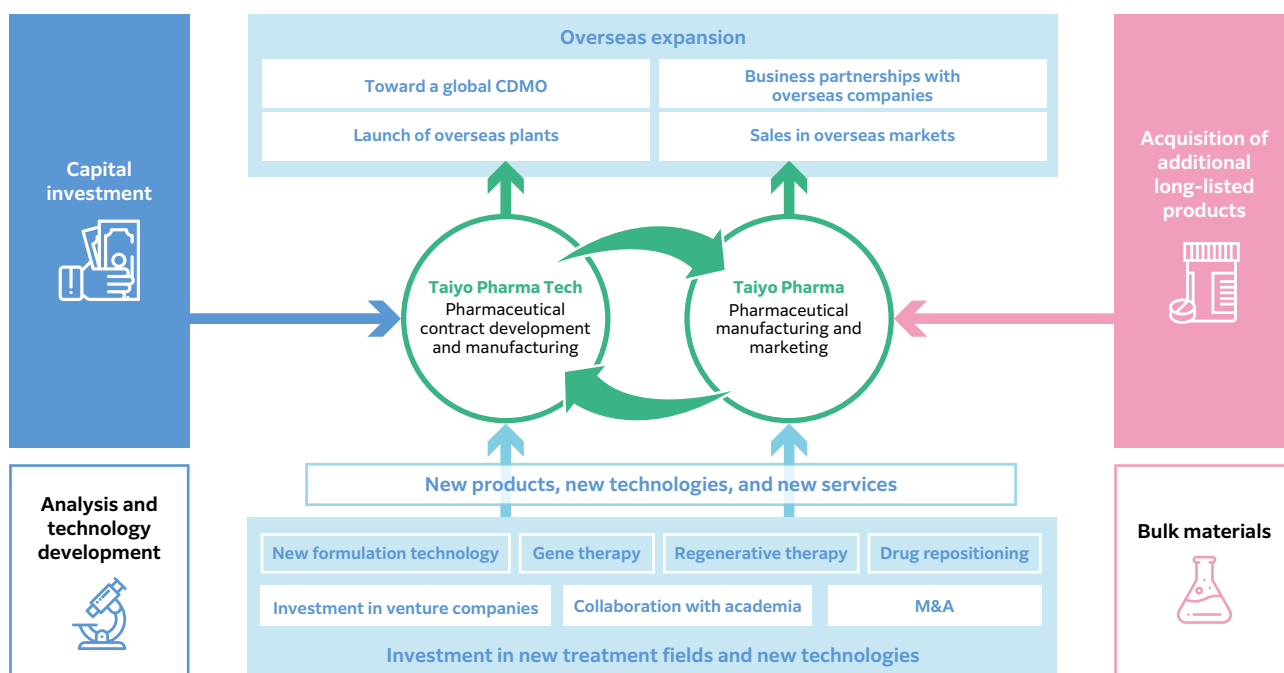 Overseas expansion
Toward a global CDMO
Business partnerships with
overseas companies
Launch of overseas plants
Sales in overseas markets
Capital
investment
Acquisition of
additional
long-listed
products
Taiyo Pharma Tech
Pharmaceutical
contract development
and manufacturing
Taiyo Pharma
Pharmaceutical
manufacturing and
marketing
New products, new technologies, and new services
Analysis and
technology
development
Bulk materials
New formulation technology
Gene therapy
Regenerative therapy
Drug repositioning
Investment in venture companies
Collaboration with academia
M&A
Investment in new treatment fields and new technologies